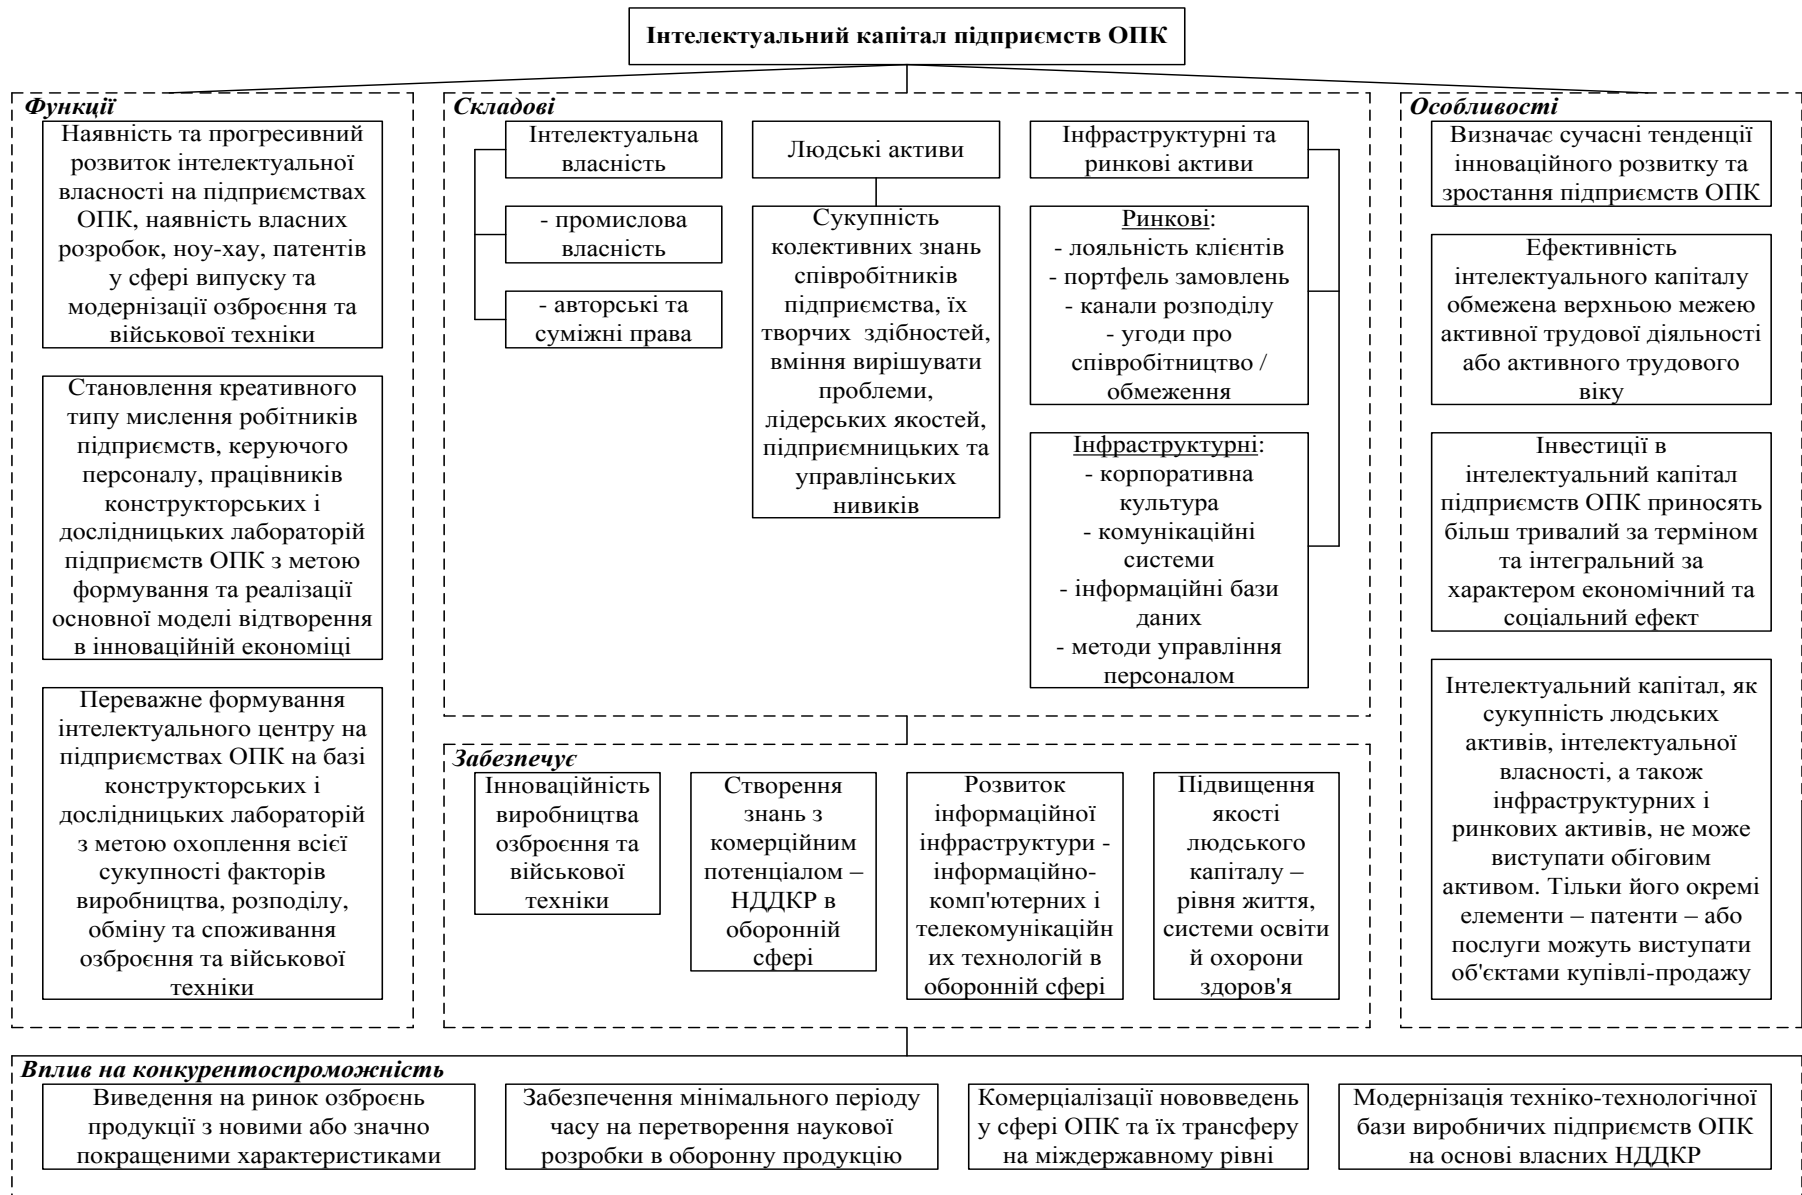 Інтелектуальний капітал підприємств ОПК
Функції
Наявність та прогресивний
розвиток інтелектуальної
власності на підприємствах
ОПК, наявність власних
розробок, ноу-хау, патентів
у сфері випуску та
модернізації озброєння та
військової техніки
Становлення креативного
типу мислення робітників
підприємств, керуючого
персоналу, працівників
конструкторських і
дослідницьких лабораторій
підприємств ОПК з метою
формування та реалізації
основної моделі відтворення
в інноваційній економіці
Переважне формування
інтелектуального центру на
підприємствах ОПК на базі
конструкторських і
дослідницьких лабораторій
з метою охоплення всієї
сукупності факторів
виробництва, розподілу,
обміну та споживання
озброєння та військової
техніки
Складові
Інтелектуальна
власність
- промислова
власність
- авторські та
суміжні права
Людські активи
Сукупність
колективних знань
співробітників
підприємства, їх
творчих здібностей,
вміння вирішувати
проблеми,
лідерських якостей,
підприємницьких та
управлінських
нивиків
Інфраструктурні та
ринкові активи
Ринкові:
- лояльність клієнтів
- портфель замовлень
- канали розподілу
- угоди про
співробітництво /
обмеження
Інфраструктурні:
- корпоративна
культура
- комунікаційні
системи
- інформаційні бази
даних
- методи управління
персоналом
Забезпечує
Інноваційність
виробництва
озброєння та
військової
техніки
Створення
знань з
комерційним
потенціалом –
НДДКР в
оборонній
сфері
Розвиток
інформаційної
інфраструктури -
інформаційно-
комп'ютерних і
телекомунікаційн
их технологій в
оборонній сфері
Підвищення
якості
людського
капіталу –
рівня життя,
системи освіти
й охорони
здоров'я
Особливості
Визначає сучасні тенденції
інноваційного розвитку та
зростання підприємств ОПК
Ефективність
інтелектуального капіталу
обмежена верхньою межею
активної трудової діяльності
або активного трудового
віку
Інвестиції в
інтелектуальний капітал
підприємств ОПК приносять
більш тривалий за терміном
та інтегральний за
характером економічний та
соціальний ефект
Інтелектуальний капітал, як
сукупність людських
активів, інтелектуальної
власності, а також
інфраструктурних і
ринкових активів, не може
виступати обіговим
активом. Тільки його окремі
елементи – патенти – або
послуги можуть виступати
об'єктами купівлі-продажу
Вплив на конкурентоспроможність
Виведення на ринок озброєнь
продукції з новими або значно
покращеними характеристиками
Забезпечення мінімального періоду
часу на перетворення наукової
розробки в оборонну продукцію
Комерціалізації нововведень
у сфері ОПК та їх трансферу
на міждержавному рівні
Модернізація техніко-технологічної
бази виробничих підприємств ОПК
на основі власних НДДКР